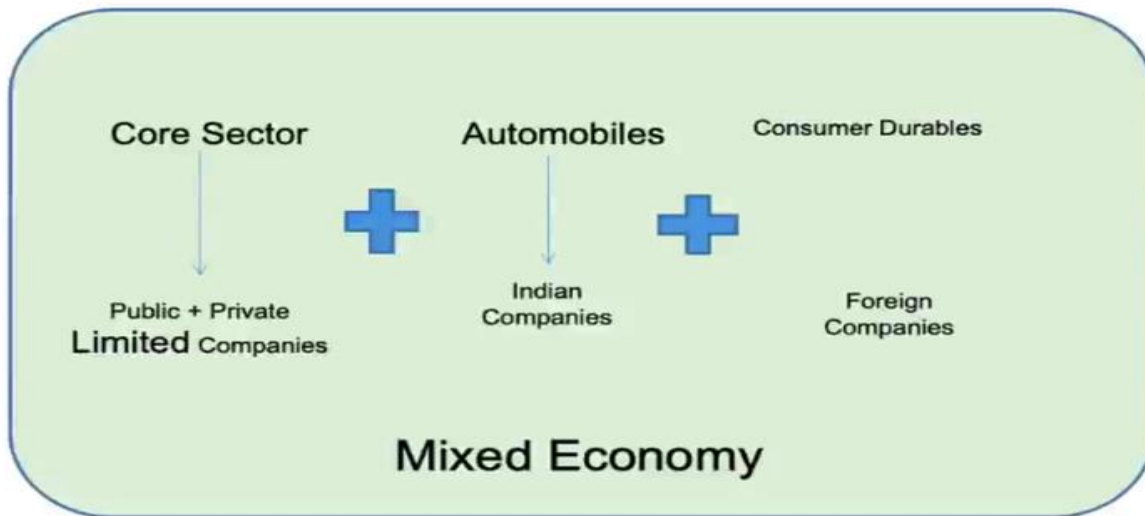 Core Sector
Automobiles
Consumer Durables
Public + Private
Limited Companies
Indian
Companies
Foreign
Companies
Mixed Economy